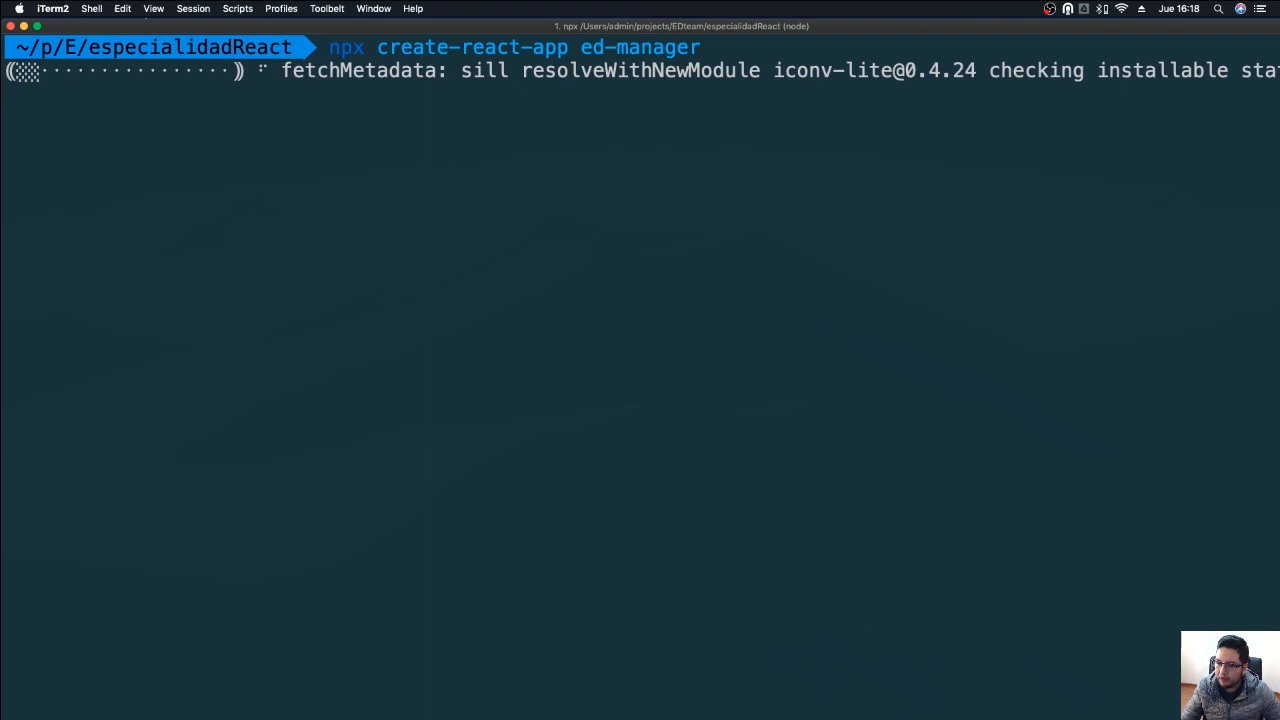 iTerm2 Shell Edit View Session Scripts Profiles Toolbelt Window Help Jue 16:18
1. npx /Users/admin/projects/EDteam/especialidadReact (node)
~/p/E/especialidadReact npx create-react-app ed-manager
fetchMetadata: sill resolveWithNewModule iconv-lite@0.4.24 checking installable sta